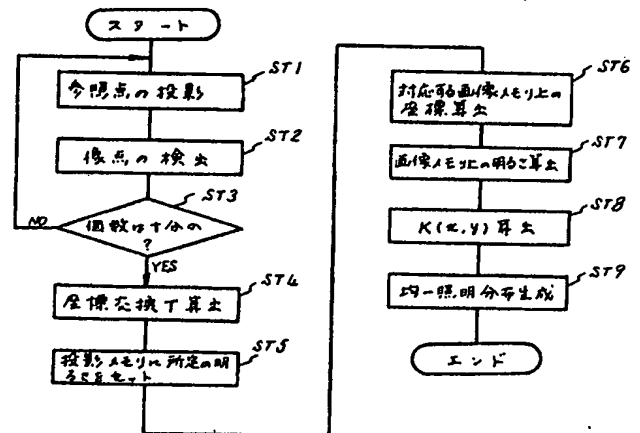 スタート
ST1
参照点の投影
ST2
像点の検出
ST3
個数は十分の
?
NO
YES
ST4
座標変換T算出
ST5
投影メモリに所定の明
るさをセット
ST6
対応する画像メモリ上の
座標算出
ST7
画像メモリ上の明るさ算出
ST8
K(x,y)算出
ST9
均一照明分布生成
エンド